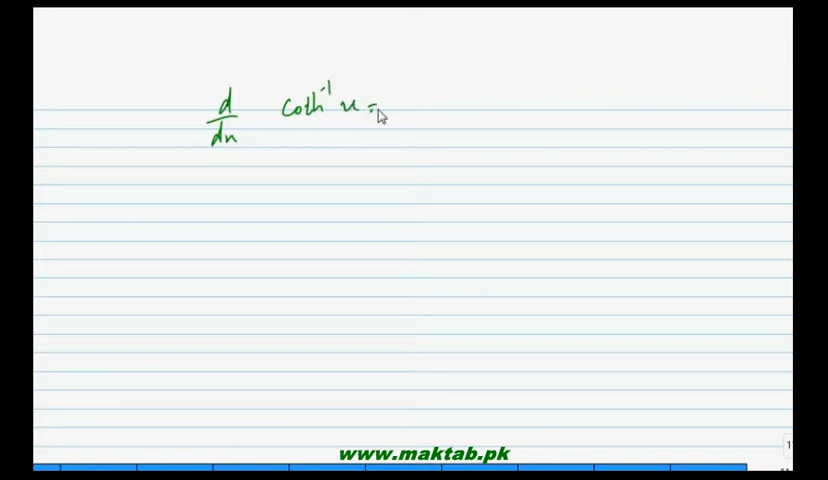 d/dx coth⁻¹ x =
www.maktab.pk